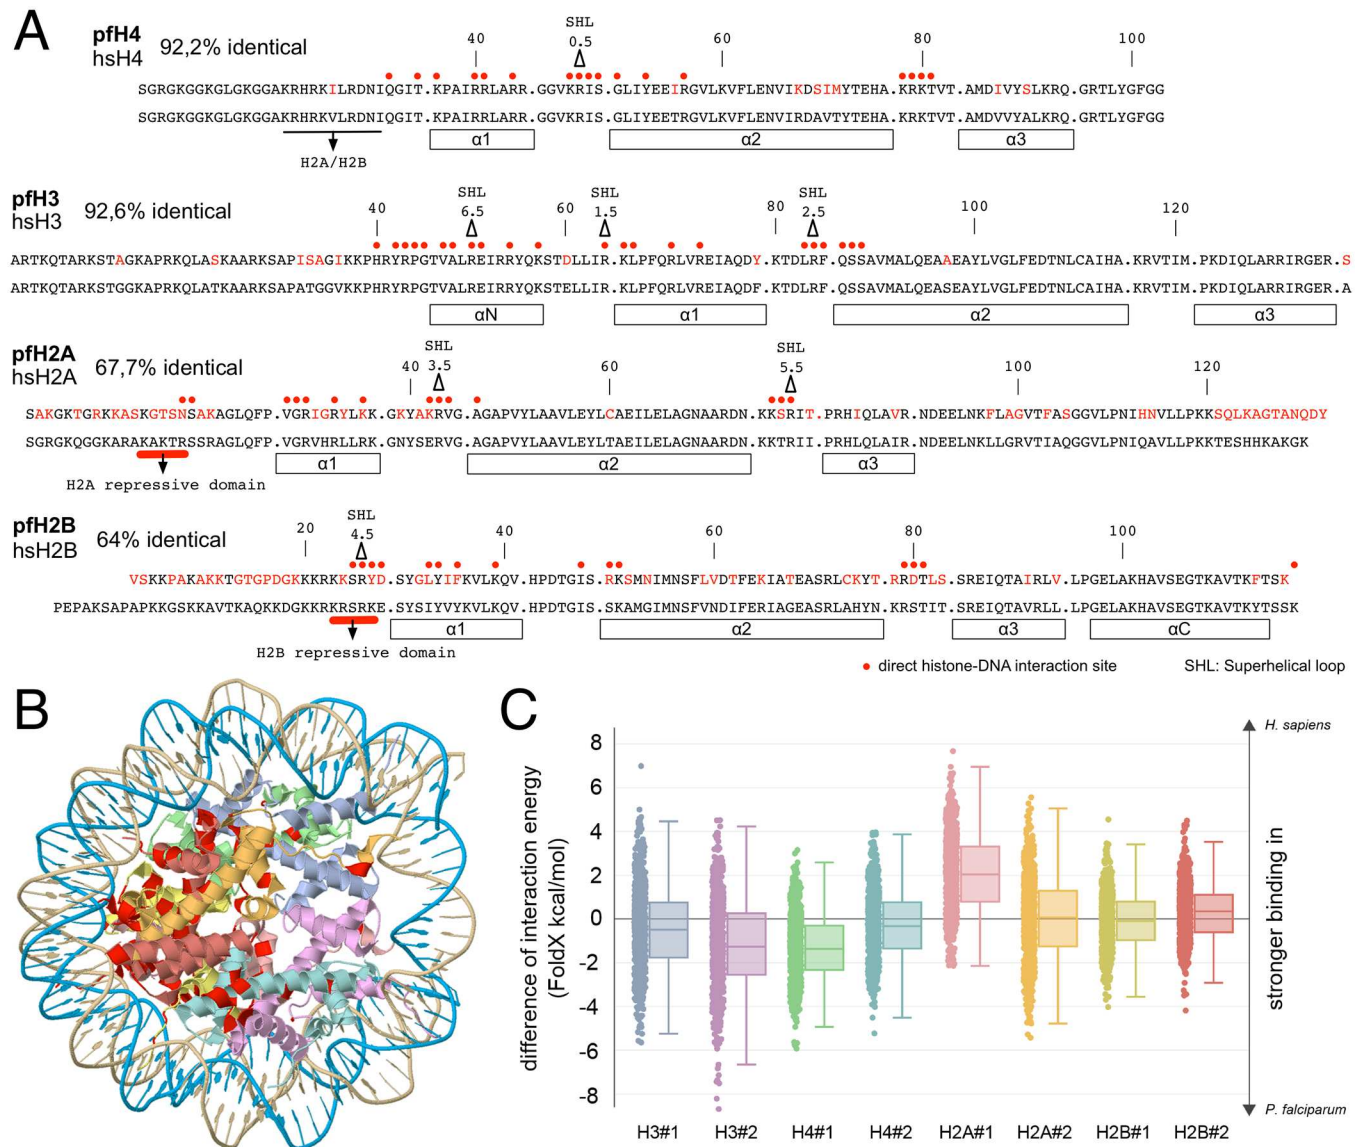 A
pfH4
hsH4
92,2% identical
SHL
0.5
40 60 80 100
SGRGKGGKGLGKGGAKRHRKILRDNIQGIT.KPAIRRLARR.GGVKRIS.GLIYEEIRGVLKVFLENVIKDSIMYTEHA.KRKTVT.AMDIVYSLKRQ.GRTLYGFGG
SGRGKGGKGLGKGGAKRHRKVLRDNIQGIT.KPAIRRLARR.GGVKRIS.GLIYEETRGVLKVFLENVIRDAVTYTEHA.KRKTVT.AMDVVYALKRQ.GRTLYGFGG
α1 α2 α3
H2A/H2B
pfH3
hsH3
92,6% identical
SHL SHL SHL
40 6.5 60 1.5 80 2.5 100 120
ARTKQTARKSTAGKAPRKQLASKAARKSAPISAGIKKPHRYRPGTVALREIRRYQKSTDLLIR.KLPFQRLVREIAQDY.KTDLRF.QSSAVMALQEAAEAYLVGLFEDTNLCAIHA.KRVTIM.PKDIQLARRIRGER.S
ARTKQTARKSTGGKAPRKQLATKAARKSAPATGGVKKPHRYRPGTVALREIRRYQKSTELLIR.KLPFQRLVREIAQDF.KTDLRF.QSSAVMALQEASEAYLVGLFEDTNLCAIHA.KRVTIM.PKDIQLARRIRGER.A
αN α1 α2 α3
pfH2A
hsH2A
67,7% identical
SHL SHL
40 3.5 60 5.5 100 120
SAKGKTGRKKASKGTSNSAKAGLQFP.VGRIGRYLKK.GKYAKRVG.AGAPVYLAAVLEYLCAEILELAGNAARDN.KKSRIT.PRHIQLAVR.NDEELNKFLAGVTFASGGVLPNIHNVLLPKKSQLKAGTANQDY
SGRGKQGGKARAKAKTRSSRAGLQFP.VGRVHRLLRK.GNYSERVG.AGAPVYLAAVLEYLTAEILELAGNAARDN.KKTRII.PRHLQLAIR.NDEELNKLLGRVTIAQGGVLPNIQAVLLPKKTESHHKAKGK
α1 α2 α3
H2A repressive domain
pfH2B
hsH2B
64% identical
SHL
20 4.5 40 60 80 100
VSKKPAKAKKTGTGPDGKKKRKKSRYD.SYGLYIFKVLKQV.HPDTGIS.RKSMNIMNSFLVDTFEKIATEASRLCKYT.RRDTLS.SREIQTAIRLV.LPGELAKHAVSEGTKAVTKFTSK
PEPAKSAPAPKKGSKKAVTKAQKKDGKKRKRSRKE.SYSIYVYKVLKQV.HPDTGIS.SKAMGIMNSFVNDIFERIAGEASRLAHYN.KRSTIT.SREIQTAVRLL.LPGELAKHAVSEGTKAVTKYTSSK
α1 α2 α3 αC
H2B repressive domain
direct histone-DNA interaction site SHL: Superhelical loop
B
C
difference of interaction energy
(FoldX kcal/mol)
8
6
4
2
0
-2
-4
-6
-8
H3#1 H3#2 H4#1 H4#2 H2A#1 H2A#2 H2B#1 H2B#2
H. sapiens
stronger binding in
P. falciparum